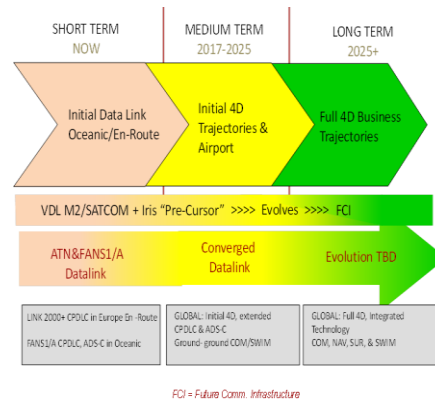 SHORT TERM
NOW
MEDIUM TERM
2017-2025
LONG TERM
2025+
Initial Data Link
Oceanic/En-Route
Initial 4D
Trajectories &
Airport
Full 4D Business
Trajectories
VDL M2/SATCOM + Iris “Pre-Cursor” >>>> Evolves >>>> FCI
ATN&FANS1/A
Datalink
Converged
Datalink
Evolution TBD
LINK 2000+ CPDLC in Europe En -Route
FANS1/A CPDLC, ADS-C in Oceanic
GLOBAL: Initial 4D, extended
CPDLC & ADS-C
Ground- ground COM/SWIM
GLOBAL: Full 4D, Integrated
Technology
COM, NAV, SUR, & SWIM
FCI = Future Comm. Infrastructure